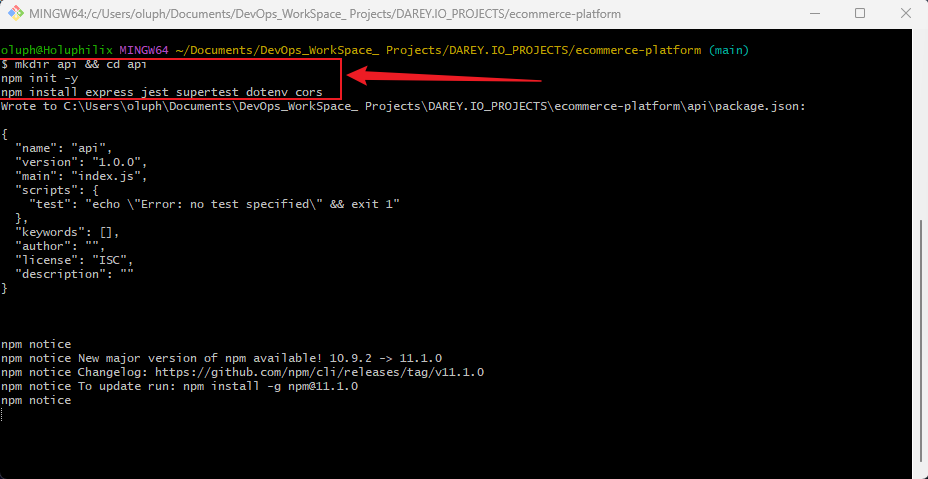 MINGW64:/c/Users/oluph/Documents/DevOps_WorkSpace_ Projects/DAREY.IO_PROJECTS/ecommerce-platform
oluph@Holuphilix MINGW64 ~/Documents/DevOps_WorkSpace_ Projects/DAREY.IO_PROJECTS/ecommerce-platform (main)
$ mkdir api && cd api
npm init -y
npm install express jest supertest dotenv cors
Wrote to C:\Users\oluph\Documents\DevOps_WorkSpace_ Projects\DAREY.IO_PROJECTS\ecommerce-platform\api\package.json:
{
  "name": "api",
  "version": "1.0.0",
  "main": "index.js",
  "scripts": {
    "test": "echo \"Error: no test specified\" && exit 1"
  },
  "keywords": [],
  "author": "",
  "license": "ISC",
  "description": ""
}
npm notice
npm notice New major version of npm available! 10.9.2 -> 11.1.0
npm notice Changelog: https://github.com/npm/cli/releases/tag/v11.1.0
npm notice To update run: npm install -g npm@11.1.0
npm notice